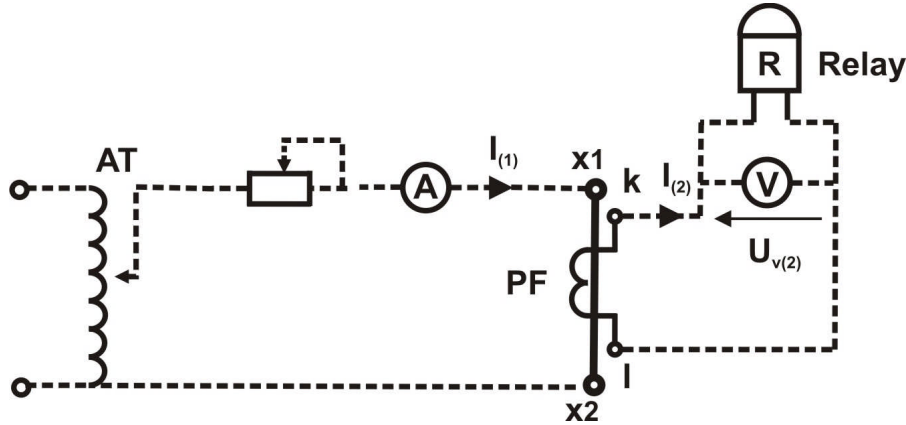 R Relay
AT
I(1)
x1
k
I(2)
A
V
Uv(2)
PF
l
x2